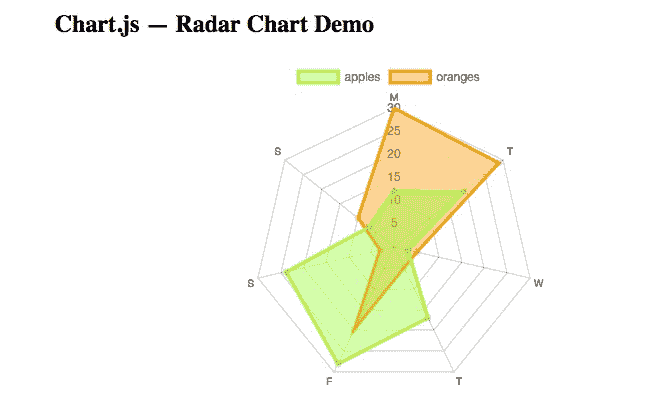 Chart.js — Radar Chart Demo
apples oranges
M
30
25
S T
20
15
10
5
S W
F T